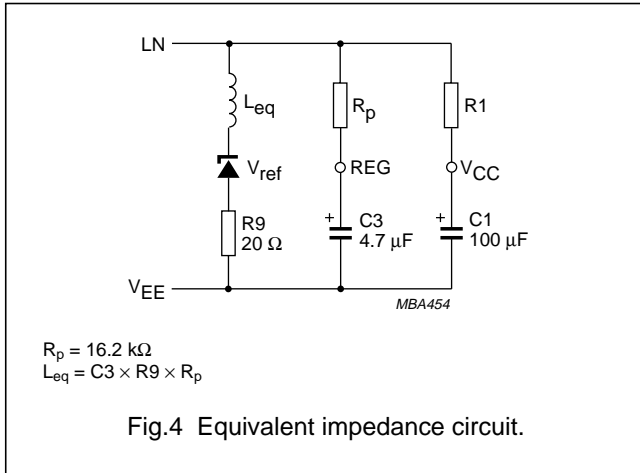 LN
L_eq
R_p
R1
V_ref
REG
V_CC
R9
20 Ω
+
C3
4.7 μF
+
C1
100 μF
V_EE
MBA454
R_p = 16.2 kΩ
L_eq = C3 × R9 × R_p
Fig.4 Equivalent impedance circuit.